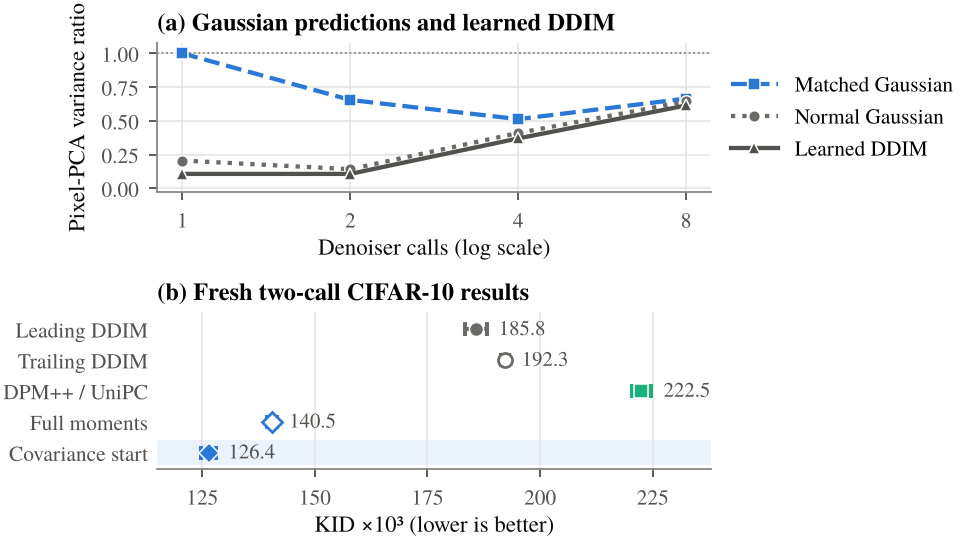 (a) Gaussian predictions and learned DDIM
Pixel-PCA variance ratio
1.00
0.75
0.50
0.25
0.00
1 2 4 8
Denoiser calls (log scale)
Matched Gaussian
Normal Gaussian
Learned DDIM
(b) Fresh two-call CIFAR-10 results
Leading DDIM 185.8
Trailing DDIM 192.3
DPM++ / UniPC 222.5
Full moments 140.5
Covariance start 126.4
125 150 175 200 225
KID ×10³ (lower is better)